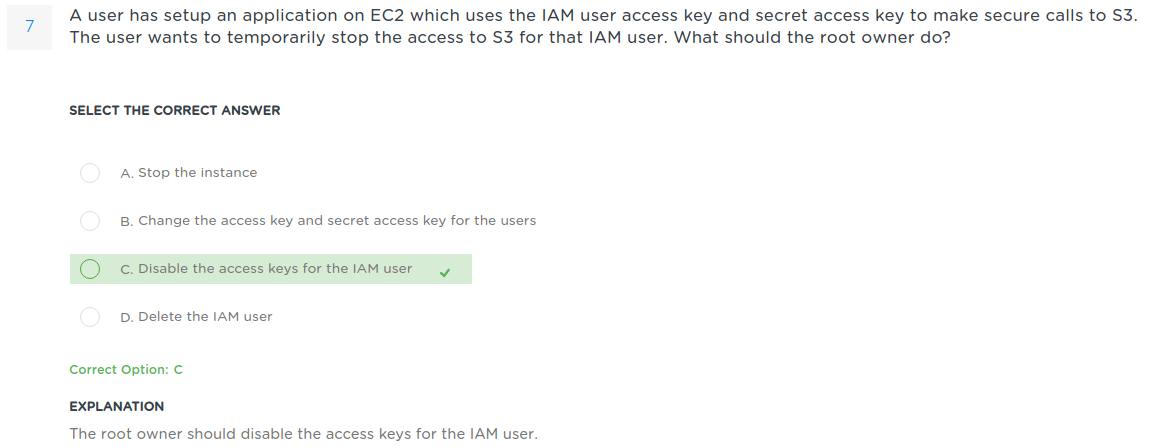 7
A user has setup an application on EC2 which uses the IAM user access key and secret access key to make secure calls to S3.
The user wants to temporarily stop the access to S3 for that IAM user. What should the root owner do?
SELECT THE CORRECT ANSWER
A. Stop the instance
B. Change the access key and secret access key for the users
C. Disable the access keys for the IAM user
D. Delete the IAM user
Correct Option: C
EXPLANATION
The root owner should disable the access keys for the IAM user.